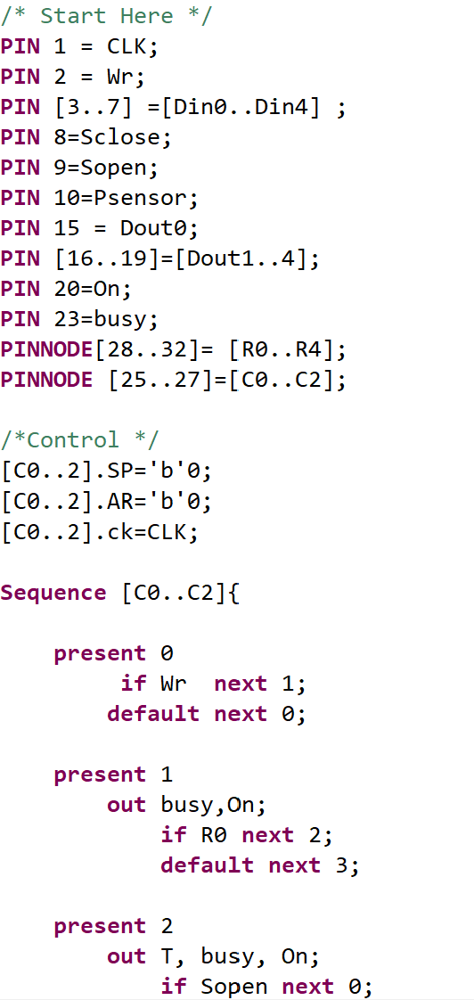 /* Start Here */
PIN 1 = CLK;
PIN 2 = Wr;
PIN [3..7] =[Din0..Din4] ;
PIN 8=Sclose;
PIN 9=Sopen;
PIN 10=Psensor;
PIN 15 = Dout0;
PIN [16..19]=[Dout1..4];
PIN 20=On;
PIN 23=busy;
PINNODE[28..32]= [R0..R4];
PINNODE [25..27]=[C0..C2];

/*Control */
[C0..2].SP='b'0;
[C0..2].AR='b'0;
[C0..2].ck=CLK;

Sequence [C0..C2]{

    present 0
         if Wr  next 1;
        default next 0;

    present 1
        out busy,On;
            if R0 next 2;
            default next 3;

    present 2
        out T, busy, On;
            if Sopen next 0;